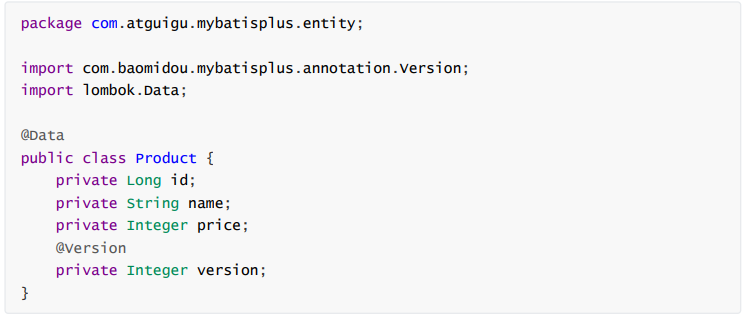 package com.atguigu.mybatisplus.entity;
import com.baomidou.mybatisplus.annotation.Version;
import lombok.Data;
@Data
public class Product {
    private Long id;
    private String name;
    private Integer price;
    @Version
    private Integer version;
}